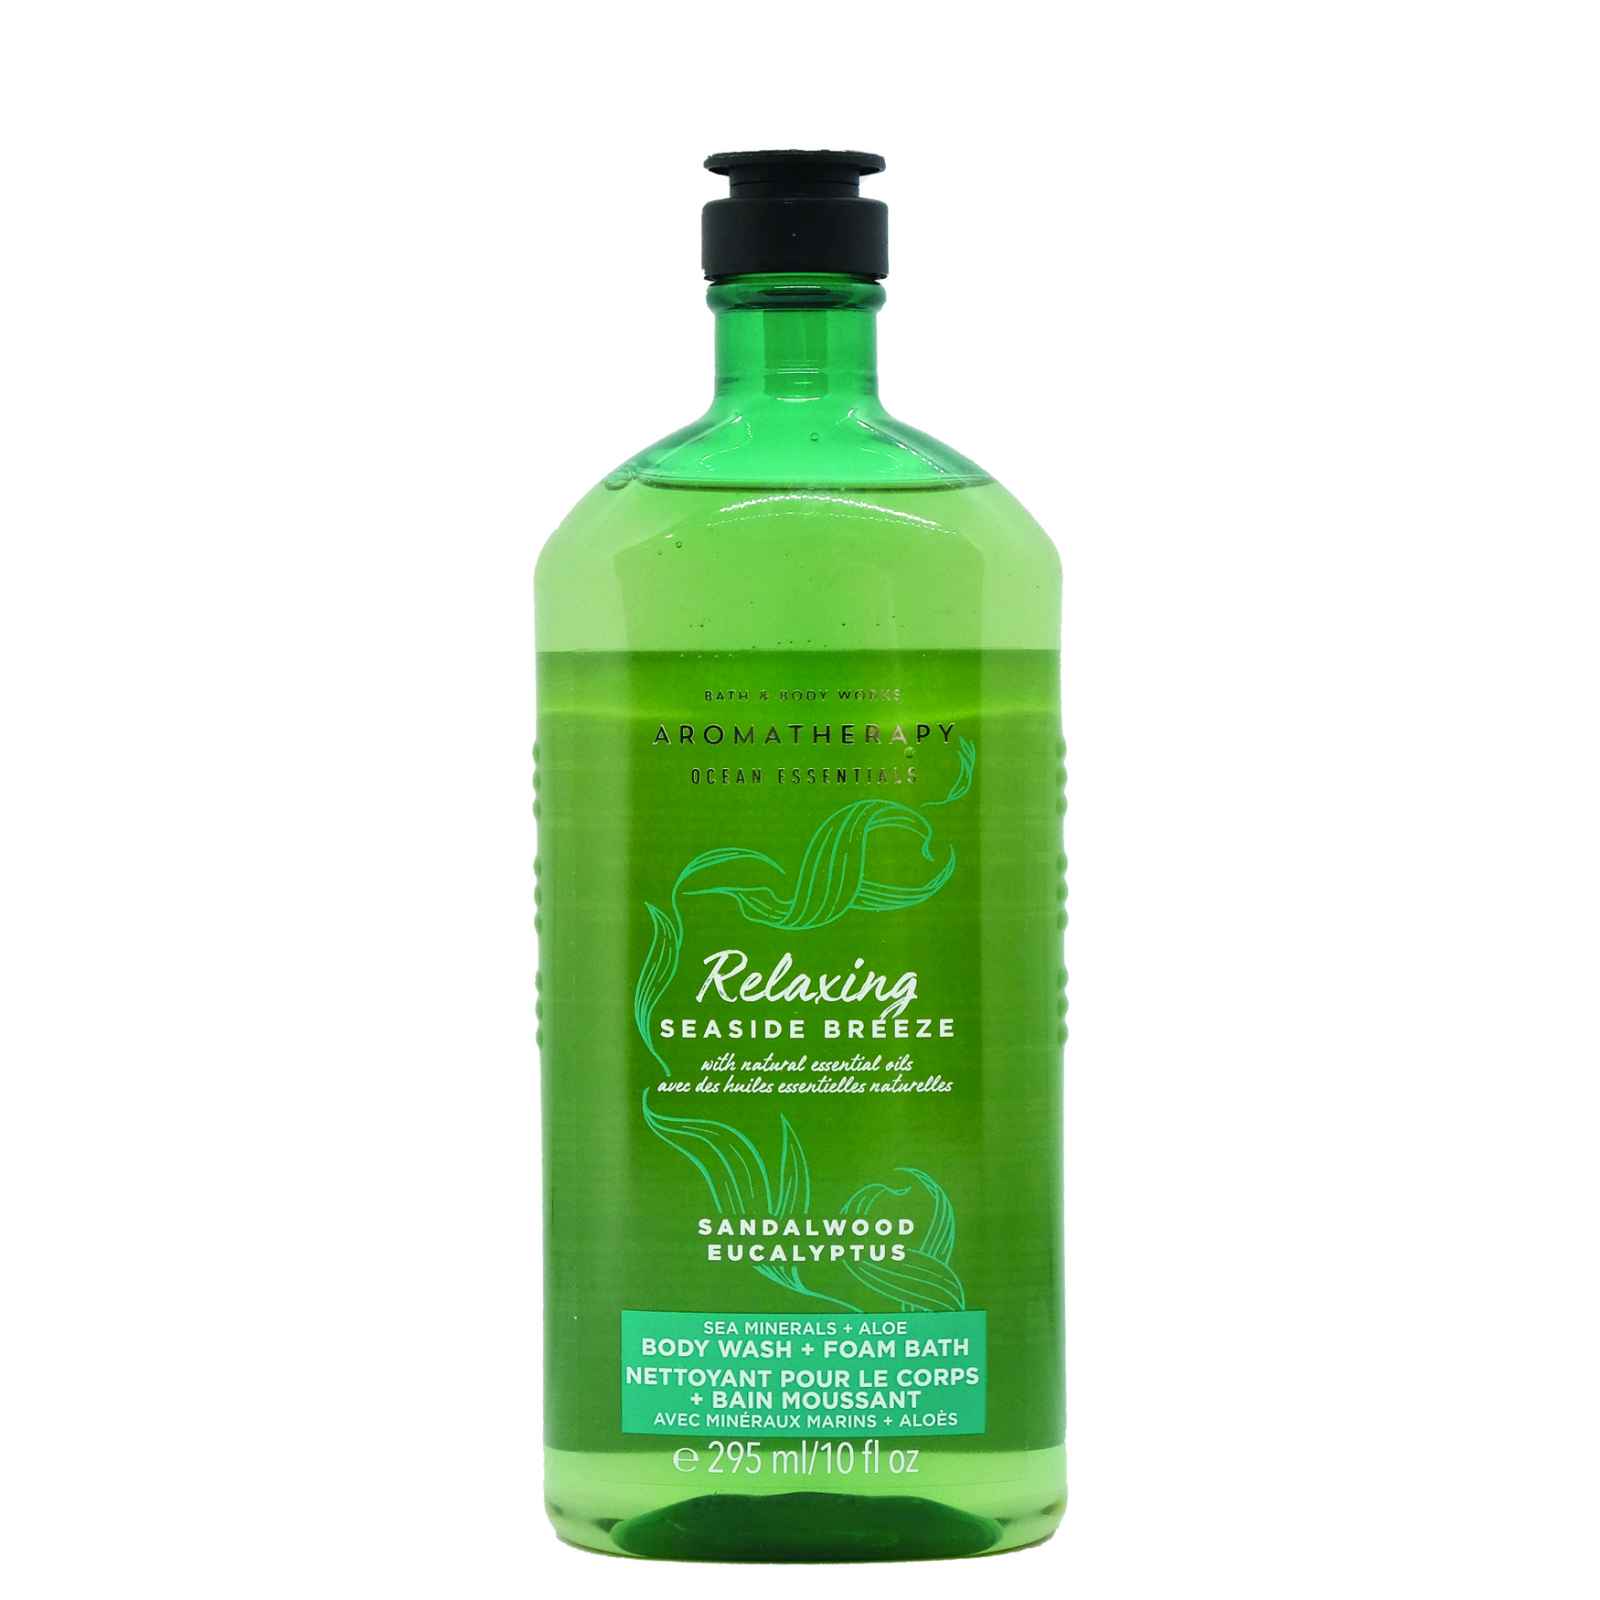 BATH & BODY WORKS
AROMATHERAPY
OCEAN ESSENTIALS
Relaxing
SEASIDE BREEZE
with natural essential oils
avec des huiles essentielles naturelles
SANDALWOOD
EUCALYPTUS
SEA MINERALS + ALOE
BODY WASH + FOAM BATH
NETTOYANT POUR LE CORPS
+ BAIN MOUSSANT
AVEC MINÉRAUX MARINS + ALOÈS
℮ 295 ml/10 fl oz